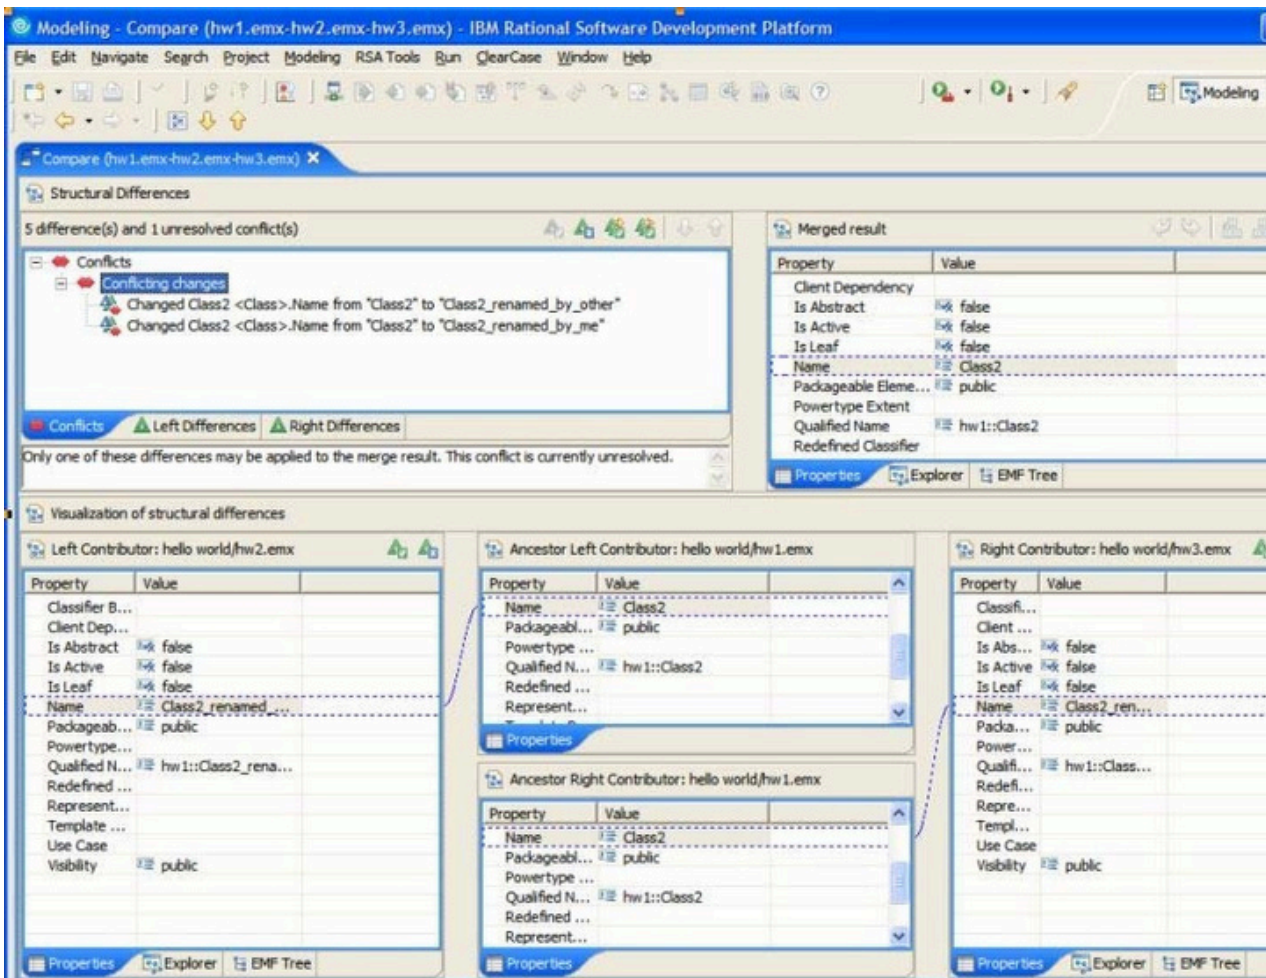 Modeling - Compare (hw1.emx-hw2.emx-hw3.emx) - IBM Rational Software Development Platform
File Edit Navigate Search Project Modeling RSA Tools Run ClearCase Window Help
Modeling
Compare (hw1.emx-hw2.emx-hw3.emx)
Structural Differences
5 difference(s) and 1 unresolved conflict(s)
Conflicts
Conflicting changes
Changed Class2 <Class>.Name from "Class2" to "Class2_renamed_by_other"
Changed Class2 <Class>.Name from "Class2" to "Class2_renamed_by_me"
Conflicts Left Differences Right Differences
Only one of these differences may be applied to the merge result. This conflict is currently unresolved.
Merged result
Property Value
Client Dependency
Is Abstract false
Is Active false
Is Leaf false
Name Class2
Packageable Eleme... public
Powertype Extent
Qualified Name hw1::Class2
Redefined Classifier
Properties Explorer EMF Tree
Visualization of structural differences
Left Contributor: hello world/hw2.emx
Property Value
Classifier B...
Client Dep...
Is Abstract false
Is Active false
Is Leaf false
Name Class2_renamed_...
Packageab... public
Powertype...
Qualified N... hw1::Class2_rena...
Redefined ...
Represent...
Template ...
Use Case
Visibility public
Properties Explorer EMF Tree
Ancestor Left Contributor: hello world/hw1.emx
Property Value
Name Class2
Packageabl... public
Powertype ...
Qualified N... hw1::Class2
Redefined ...
Represent...
Properties
Ancestor Right Contributor: hello world/hw1.emx
Property Value
Name Class2
Packageabl... public
Powertype ...
Qualified N... hw1::Class2
Redefined ...
Represent...
Properties
Right Contributor: hello world/hw3.emx
Property Value
Classifi...
Client ...
Is Abs... false
Is Active false
Is Leaf false
Name Class2_ren...
Packa... public
Power...
Qualifi... hw1::Class...
Redefi...
Repre...
Templ...
Use Case
Visibility public
Properties Explorer EMF Tree